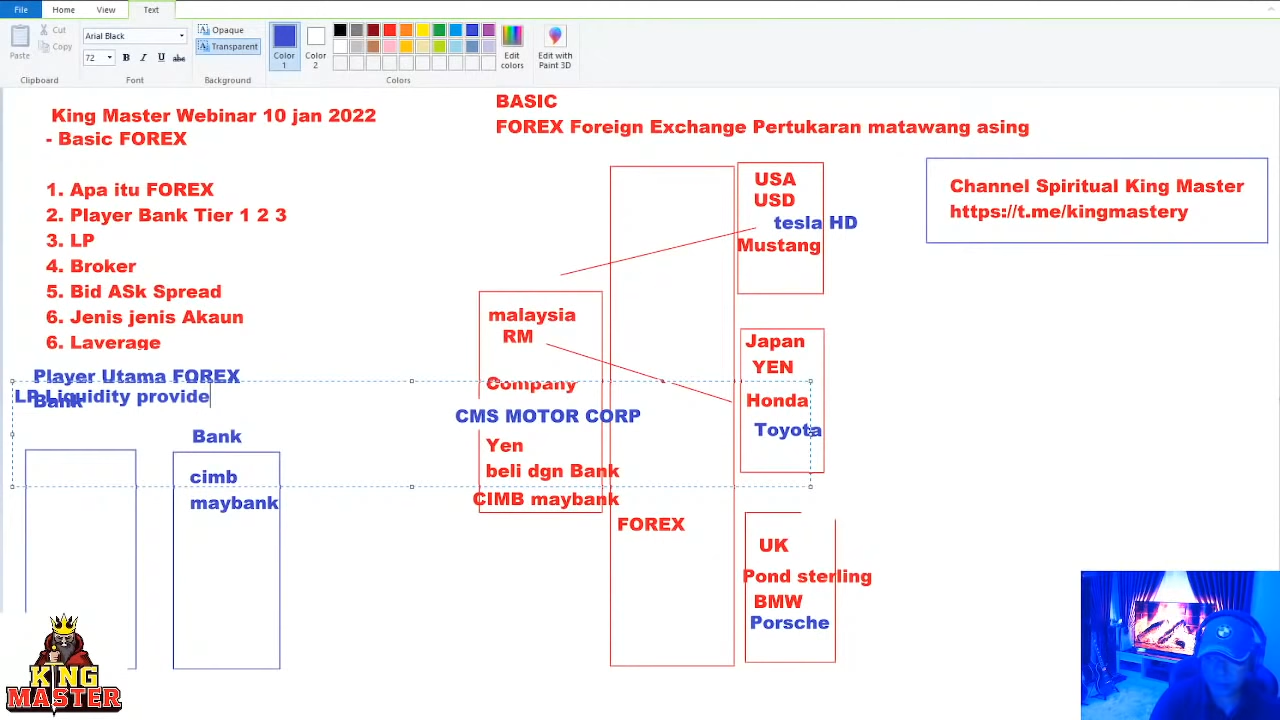 File
Home
View
Text
Paste
Cut
Copy
Clipboard
Arial Black
72
B
I
U
abc
Font
Opaque
Transparent
Background
Color 1
Color 2
Colors
Edit colors
Edit with Paint 3D
King Master Webinar 10 jan 2022
- Basic FOREX
1. Apa itu FOREX
2. Player Bank Tier 1 2 3
3. LP
4. Broker
5. Bid ASk Spread
6. Jenis jenis Akaun
6. Laverage
Player Utama FOREX
LP Liquidity provide
Bank
Bank
cimb
maybank
BASIC
FOREX Foreign Exchange Pertukaran matawang asing
malaysia
RM
Company
CMS MOTOR CORP
Yen
beli dgn Bank
CIMB maybank
FOREX
USA
USD
tesla HD
Mustang
Japan
YEN
Honda
Toyota
UK
Pond sterling
BMW
Porsche
Channel Spiritual King Master
https://t.me/kingmastery
KING
MASTER